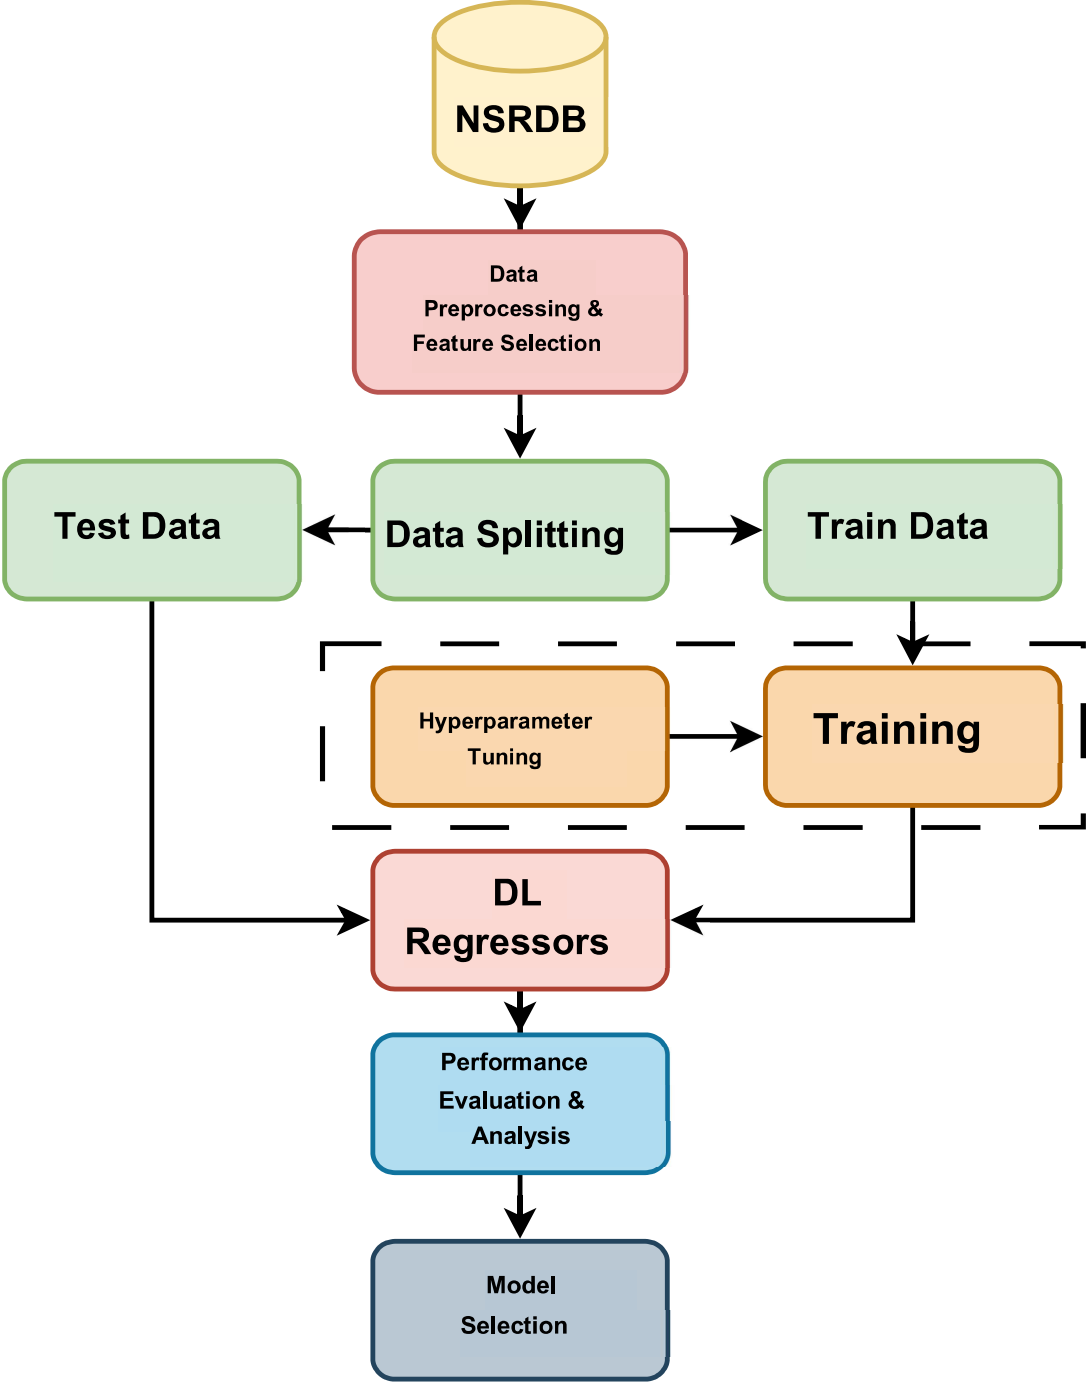 NSRDB
Data
Preprocessing &
Feature Selection
Test Data
Data Splitting
Train Data
Hyperparameter
Tuning
Training
DL
Regressors
Performance
Evaluation &
Analysis
Model
Selection